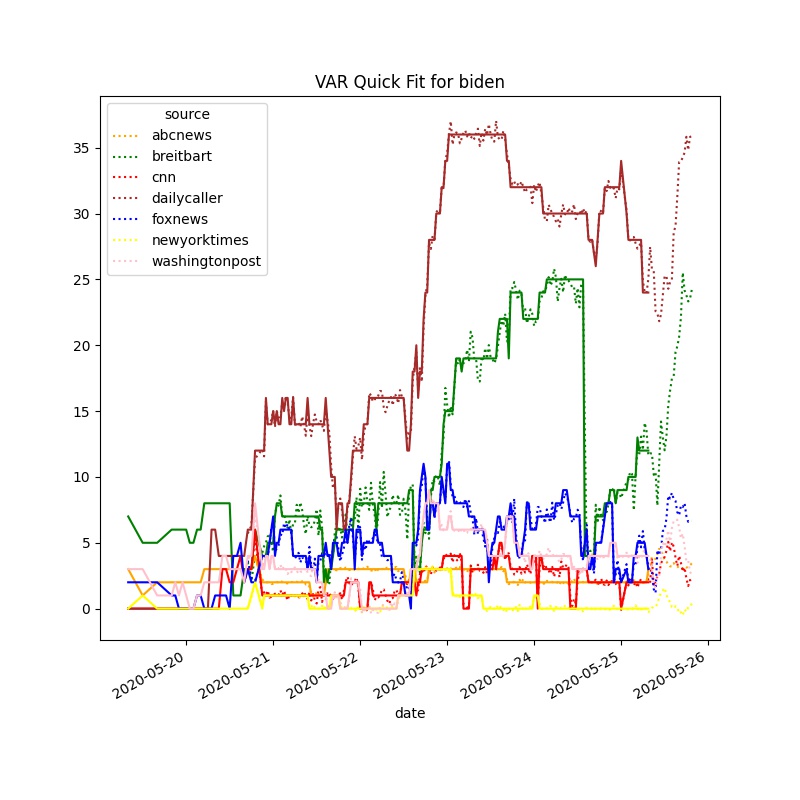 VAR Quick Fit for biden
source
abcnews
breitbart
cnn
dailycaller
foxnews
newyorktimes
washingtonpost
35
30
25
20
15
10
5
0
2020-05-20
2020-05-21
2020-05-22
2020-05-23
2020-05-24
2020-05-25
2020-05-26
date